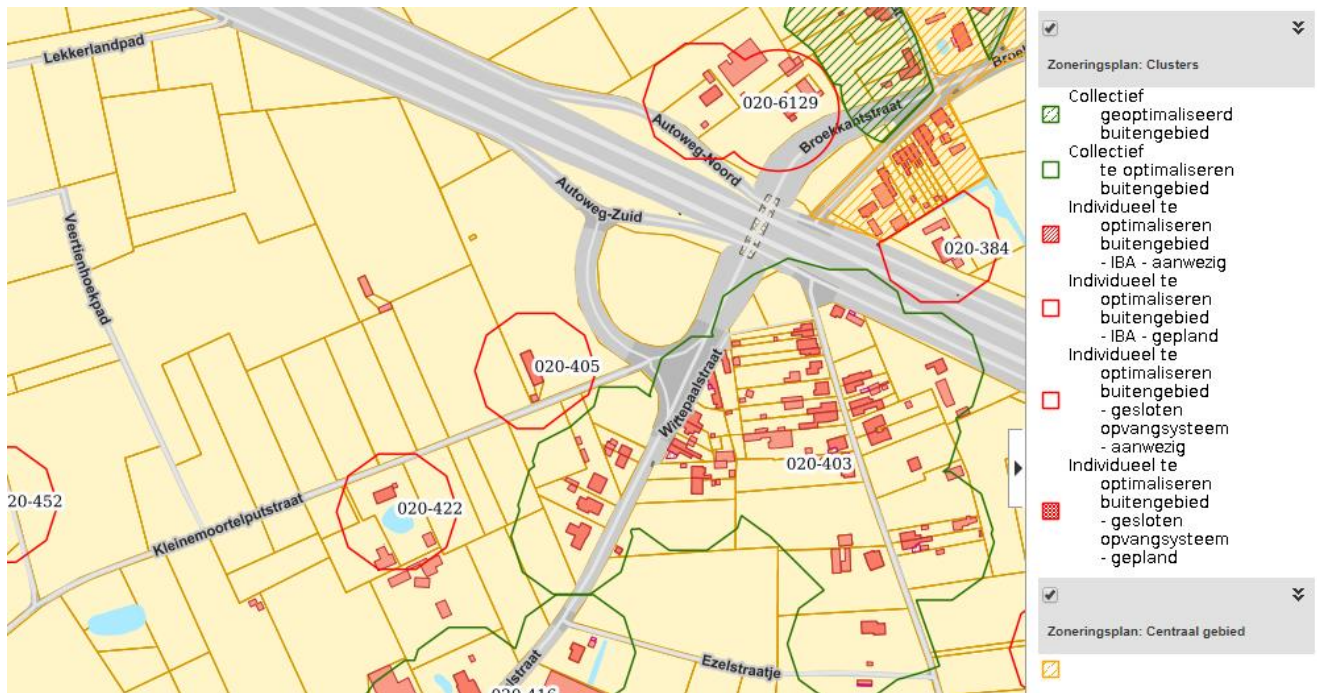 Lekkerlandpad
020-6129
Broekkantstraat
Autoweg-Noord
Autoweg-Zuid
020-384
Veertienhoekpad
020-405
Wittepaalstraat
020-403
20-452
020-422
Kleinemoortelputstraat
Ezelstraatje
elstraat
020-416
Zoneringsplan: Clusters
Collectief
geoptimaliseerd
buitengebied
Collectief
te optimaliseren
buitengebied
Individueel te
optimaliseren
buitengebied
- IBA - aanwezig
Individueel te
optimaliseren
buitengebied
- IBA - gepland
Individueel te
optimaliseren
buitengebied
- gesloten
opvangsysteem
- aanwezig
Individueel te
optimaliseren
buitengebied
- gesloten
opvangsysteem
- gepland
Zoneringsplan: Centraal gebied